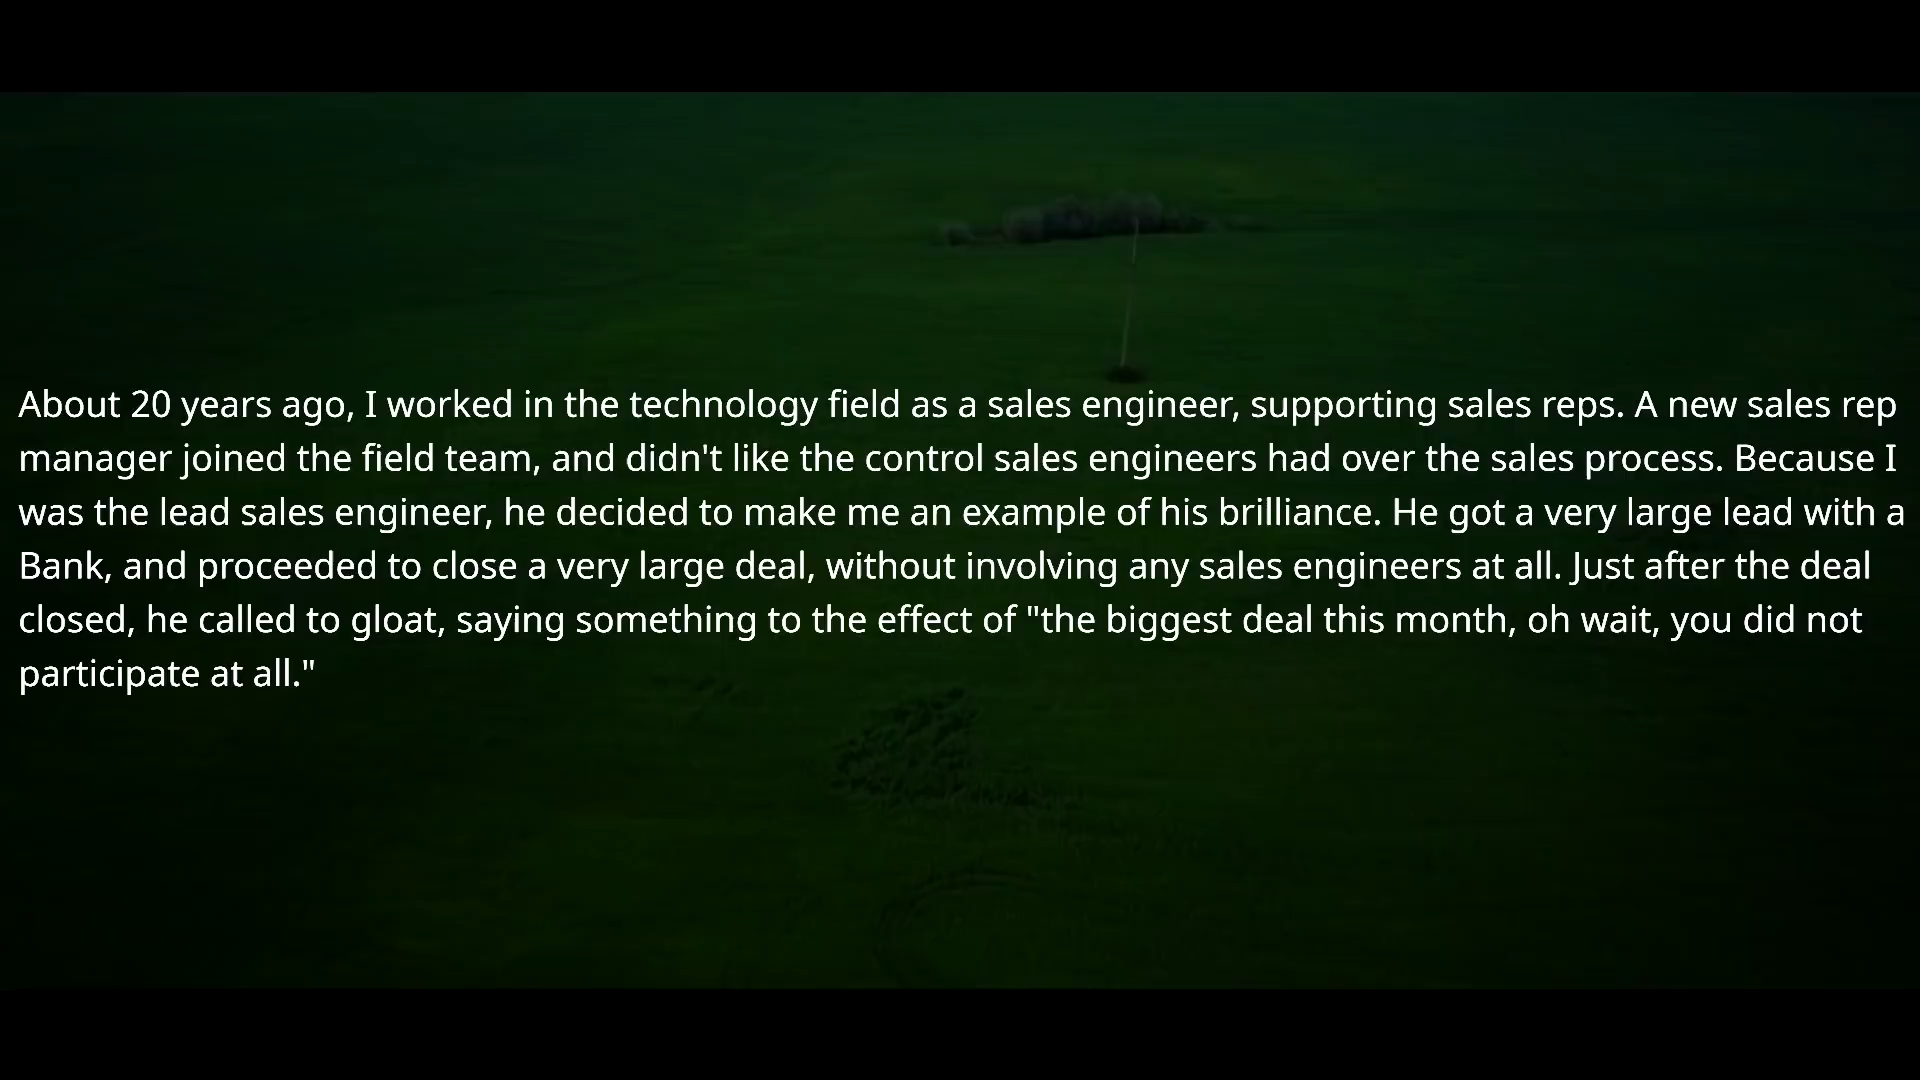 About 20 years ago, I worked in the technology field as a sales engineer, supporting sales reps. A new sales rep
manager joined the field team, and didn't like the control sales engineers had over the sales process. Because I
was the lead sales engineer, he decided to make me an example of his brilliance. He got a very large lead with a
Bank, and proceeded to close a very large deal, without involving any sales engineers at all. Just after the deal
closed, he called to gloat, saying something to the effect of "the biggest deal this month, oh wait, you did not
participate at all."